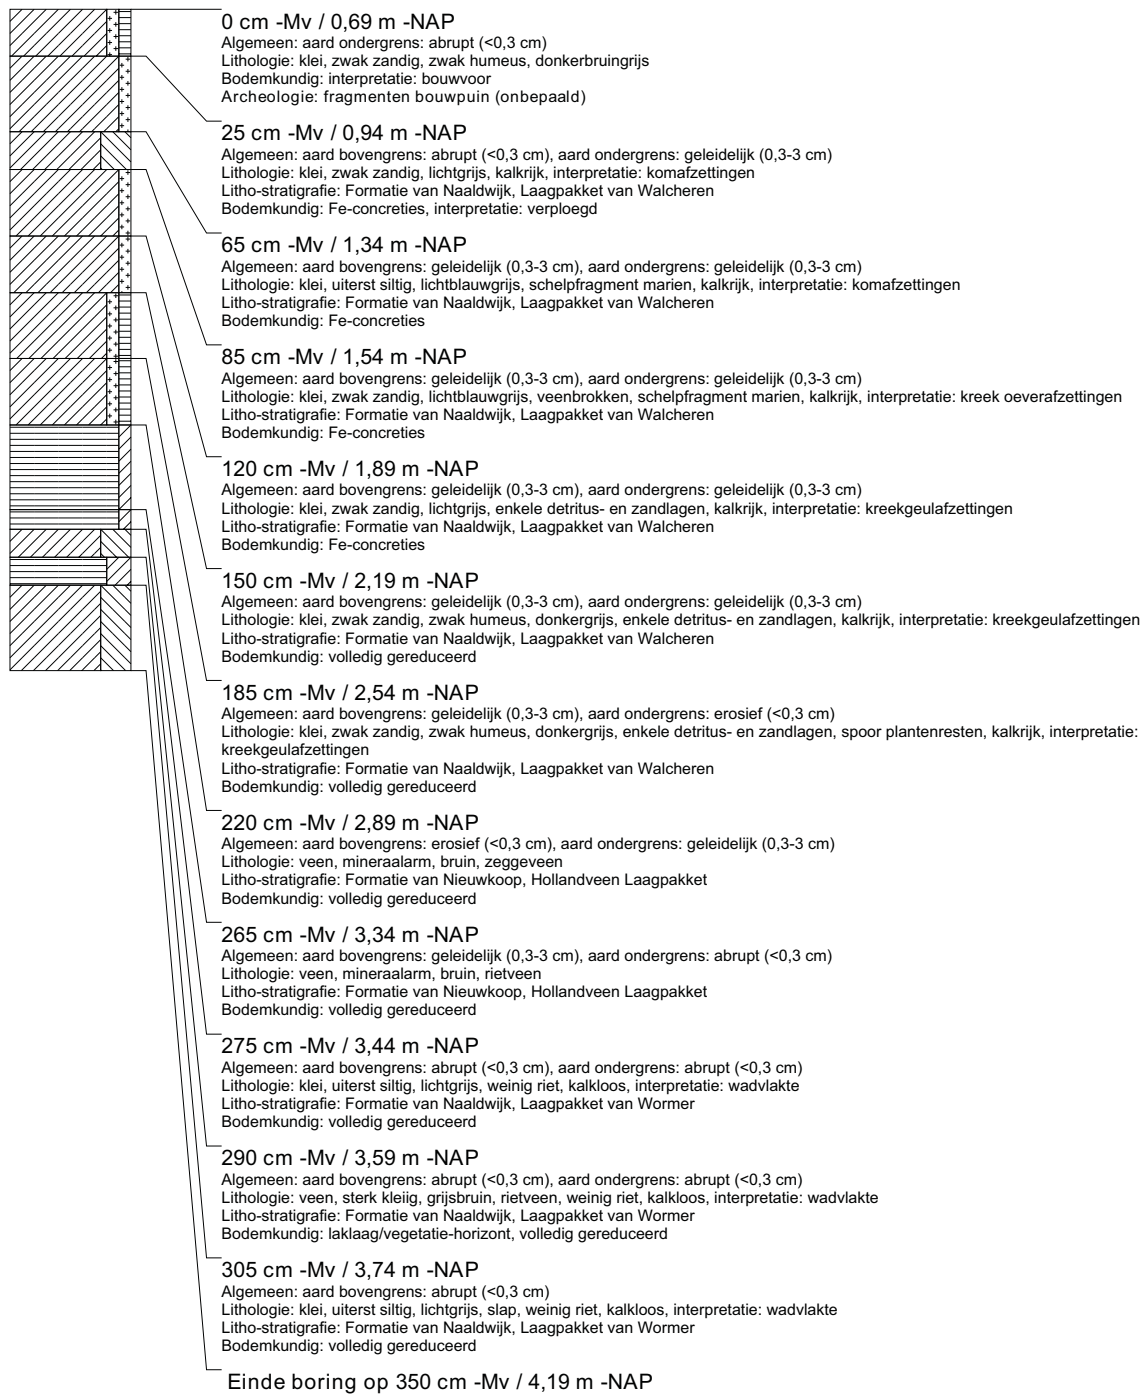 0 cm -Mv / 0,69 m -NAP
Algemeen: aard ondergrens: abrupt (<0,3 cm)
Lithologie: klei, zwak zandig, zwak humeus, donkerbruingrijs
Bodemkundig: interpretatie: bouwvoor
Archeologie: fragmenten bouwpuin (onbepaald)
25 cm -Mv / 0,94 m -NAP
Algemeen: aard bovengrens: abrupt (<0,3 cm), aard ondergrens: geleidelijk (0,3-3 cm)
Lithologie: klei, zwak zandig, lichtgrijs, kalkrijk, interpretatie: komafzettingen
Litho-stratigrafie: Formatie van Naaldwijk, Laagpakket van Walcheren
Bodemkundig: Fe-concreties, interpretatie: verploegd
65 cm -Mv / 1,34 m -NAP
Algemeen: aard bovengrens: geleidelijk (0,3-3 cm), aard ondergrens: geleidelijk (0,3-3 cm)
Lithologie: klei, uiterst siltig, lichtblauwgrijs, schelpfragment marien, kalkrijk, interpretatie: komafzettingen
Litho-stratigrafie: Formatie van Naaldwijk, Laagpakket van Walcheren
Bodemkundig: Fe-concreties
85 cm -Mv / 1,54 m -NAP
Algemeen: aard bovengrens: geleidelijk (0,3-3 cm), aard ondergrens: geleidelijk (0,3-3 cm)
Lithologie: klei, zwak zandig, lichtblauwgrijs, veenbrokken, schelpfragment marien, kalkrijk, interpretatie: kreek oeverafzettingen
Litho-stratigrafie: Formatie van Naaldwijk, Laagpakket van Walcheren
Bodemkundig: Fe-concreties
120 cm -Mv / 1,89 m -NAP
Algemeen: aard bovengrens: geleidelijk (0,3-3 cm), aard ondergrens: geleidelijk (0,3-3 cm)
Lithologie: klei, zwak zandig, lichtgrijs, enkele detritus- en zandlagen, kalkrijk, interpretatie: kreekgeulafzettingen
Litho-stratigrafie: Formatie van Naaldwijk, Laagpakket van Walcheren
Bodemkundig: Fe-concreties
150 cm -Mv / 2,19 m -NAP
Algemeen: aard bovengrens: geleidelijk (0,3-3 cm), aard ondergrens: geleidelijk (0,3-3 cm)
Lithologie: klei, zwak zandig, zwak humeus, donkergrijs, enkele detritus- en zandlagen, kalkrijk, interpretatie: kreekgeulafzettingen
Litho-stratigrafie: Formatie van Naaldwijk, Laagpakket van Walcheren
Bodemkundig: volledig gereduceerd
185 cm -Mv / 2,54 m -NAP
Algemeen: aard bovengrens: geleidelijk (0,3-3 cm), aard ondergrens: erosief (<0,3 cm)
Lithologie: klei, zwak zandig, zwak humeus, donkergrijs, enkele detritus- en zandlagen, spoor plantenresten, kalkrijk, interpretatie:
kreekgeulafzettingen
Litho-stratigrafie: Formatie van Naaldwijk, Laagpakket van Walcheren
Bodemkundig: volledig gereduceerd
220 cm -Mv / 2,89 m -NAP
Algemeen: aard bovengrens: erosief (<0,3 cm), aard ondergrens: geleidelijk (0,3-3 cm)
Lithologie: veen, mineraalarm, bruin, zeggeveen
Litho-stratigrafie: Formatie van Nieuwkoop, Hollandveen Laagpakket
Bodemkundig: volledig gereduceerd
265 cm -Mv / 3,34 m -NAP
Algemeen: aard bovengrens: geleidelijk (0,3-3 cm), aard ondergrens: abrupt (<0,3 cm)
Lithologie: veen, mineraalarm, bruin, rietveen
Litho-stratigrafie: Formatie van Nieuwkoop, Hollandveen Laagpakket
Bodemkundig: volledig gereduceerd
275 cm -Mv / 3,44 m -NAP
Algemeen: aard bovengrens: abrupt (<0,3 cm), aard ondergrens: abrupt (<0,3 cm)
Lithologie: klei, uiterst siltig, lichtgrijs, weinig riet, kalkloos, interpretatie: wadvlakte
Litho-stratigrafie: Formatie van Naaldwijk, Laagpakket van Wormer
Bodemkundig: volledig gereduceerd
290 cm -Mv / 3,59 m -NAP
Algemeen: aard bovengrens: abrupt (<0,3 cm), aard ondergrens: abrupt (<0,3 cm)
Lithologie: veen, sterk kleiig, grijsbruin, rietveen, weinig riet, kalkloos, interpretatie: wadvlakte
Litho-stratigrafie: Formatie van Naaldwijk, Laagpakket van Wormer
Bodemkundig: laklaag/vegetatie-horizont, volledig gereduceerd
305 cm -Mv / 3,74 m -NAP
Algemeen: aard bovengrens: abrupt (<0,3 cm)
Lithologie: klei, uiterst siltig, lichtgrijs, slap, weinig riet, kalkloos, interpretatie: wadvlakte
Litho-stratigrafie: Formatie van Naaldwijk, Laagpakket van Wormer
Bodemkundig: volledig gereduceerd
Einde boring op 350 cm -Mv / 4,19 m -NAP